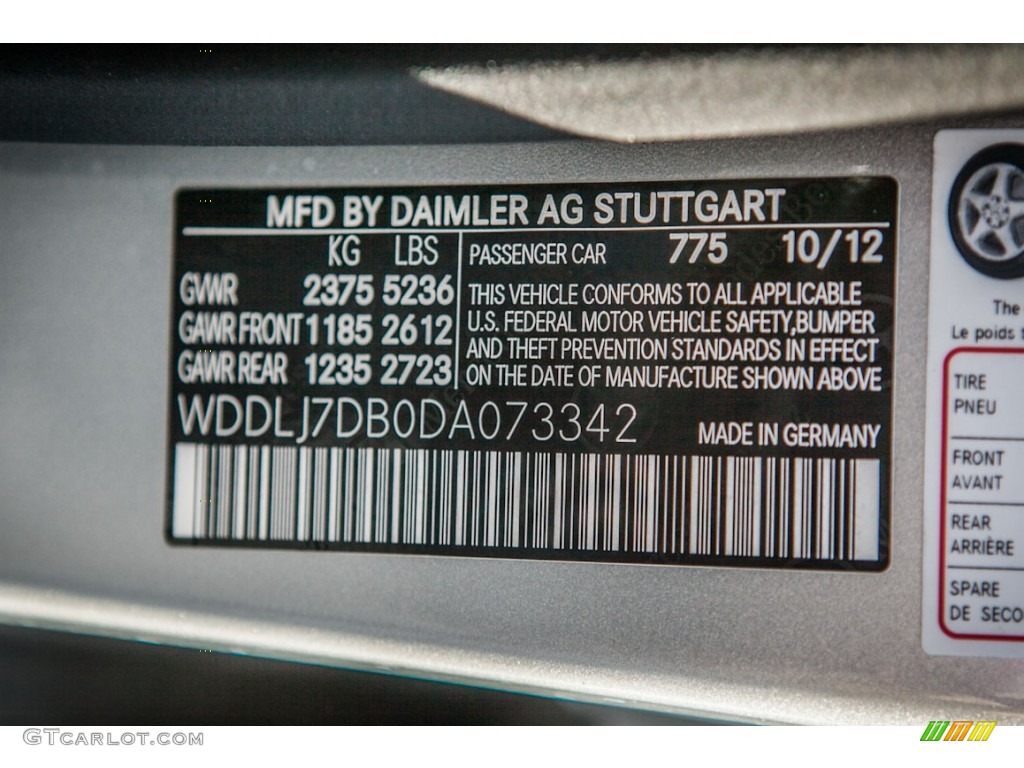 MFD BY DAIMLER AG STUTTGART
KG LBS
GVWR 2375 5236
GAWR FRONT 1185 2612
GAWR REAR 1235 2723
PASSENGER CAR 775 10/12
THIS VEHICLE CONFORMS TO ALL APPLICABLE
U.S. FEDERAL MOTOR VEHICLE SAFETY,BUMPER
AND THEFT PREVENTION STANDARDS IN EFFECT
ON THE DATE OF MANUFACTURE SHOWN ABOVE
WDDLJ7DB0DA073342
MADE IN GERMANY
The
Le poids
TIRE
PNEU
FRONT
AVANT
REAR
ARRIÈRE
SPARE
DE SECO
GTCARLOT.COM